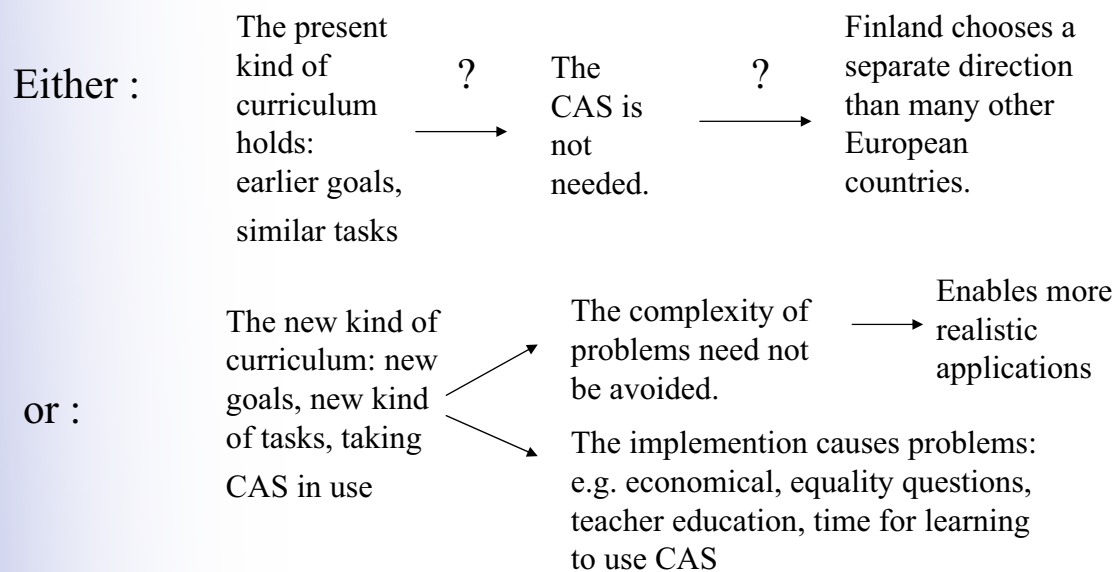 Either :
The present
kind of
curriculum
holds:
earlier goals,
similar tasks
?
The
CAS is
not
needed.
?
Finland chooses a
separate direction
than many other
European
countries.
or :
The new kind of
curriculum: new
goals, new kind
of tasks, taking
CAS in use
The complexity of
problems need not
be avoided.
Enables more
realistic
applications
The implemention causes problems:
e.g. economical, equality questions,
teacher education, time for learning
to use CAS